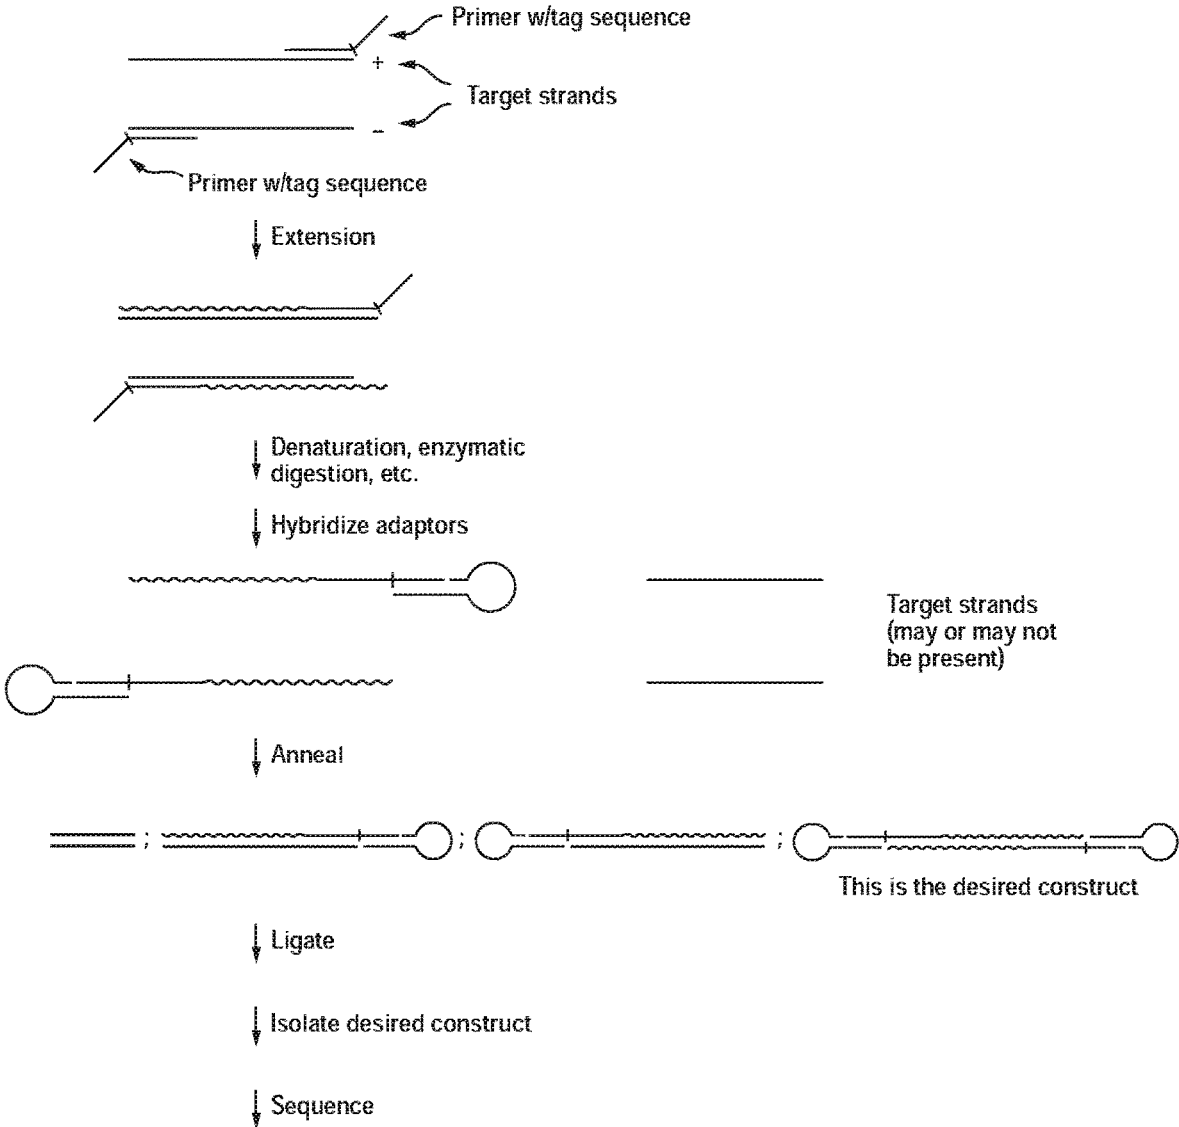 Primer w/tag sequence
+
Target strands
–
Primer w/tag sequence
Extension
Denaturation, enzymatic
digestion, etc.
Hybridize adaptors
Target strands
(may or may not
be present)
Anneal
; ; ;
This is the desired construct
Ligate
Isolate desired construct
Sequence